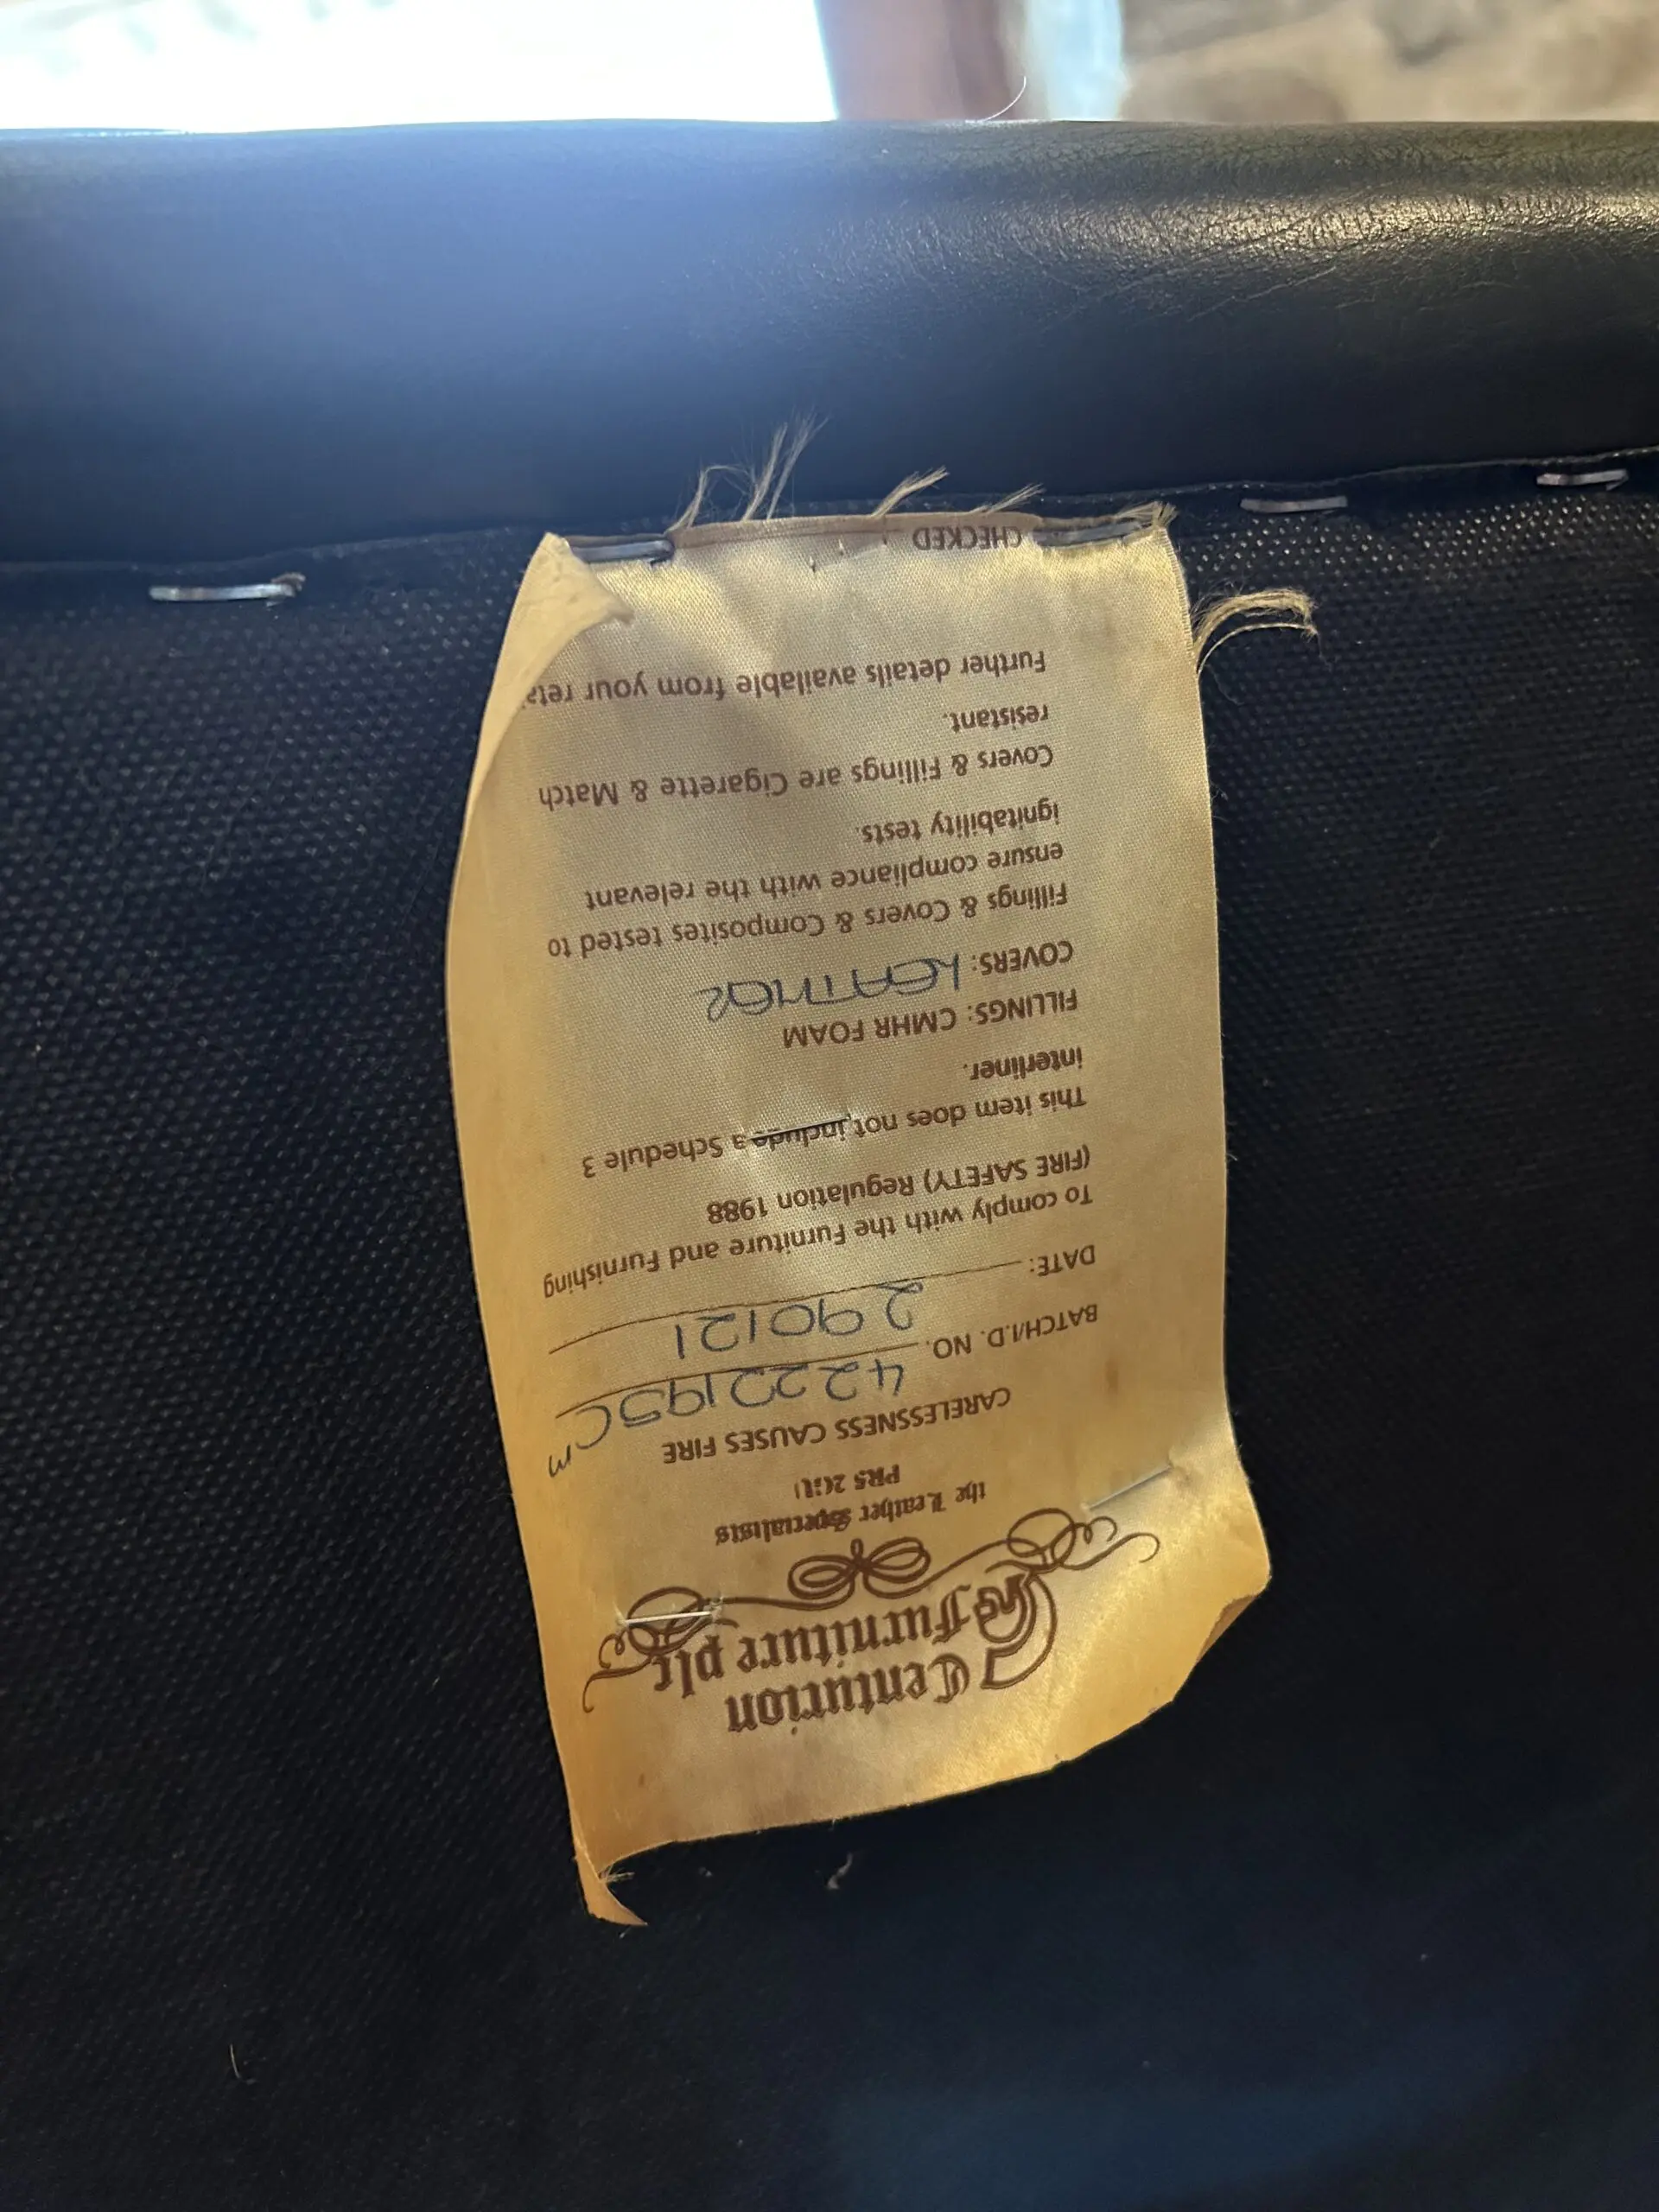 Centurion
Furniture plc
the Leather Specialists
PR5 2GU
CARELESSNESS CAUSES FIRE
BATCH/I.D. NO. 422195C m
DATE: 290121
To comply with the Furniture and Furnishing
(FIRE SAFETY) Regulation 1988
This item does not include a Schedule 3
interliner.
FILLINGS: CMHR FOAM
COVERS: LEATHER
Fillings & Covers & Composites tested to
ensure compliance with the relevant
ignitability tests.
Covers & Fillings are Cigarette & Match
resistant.
Further details available from your
CHECKED